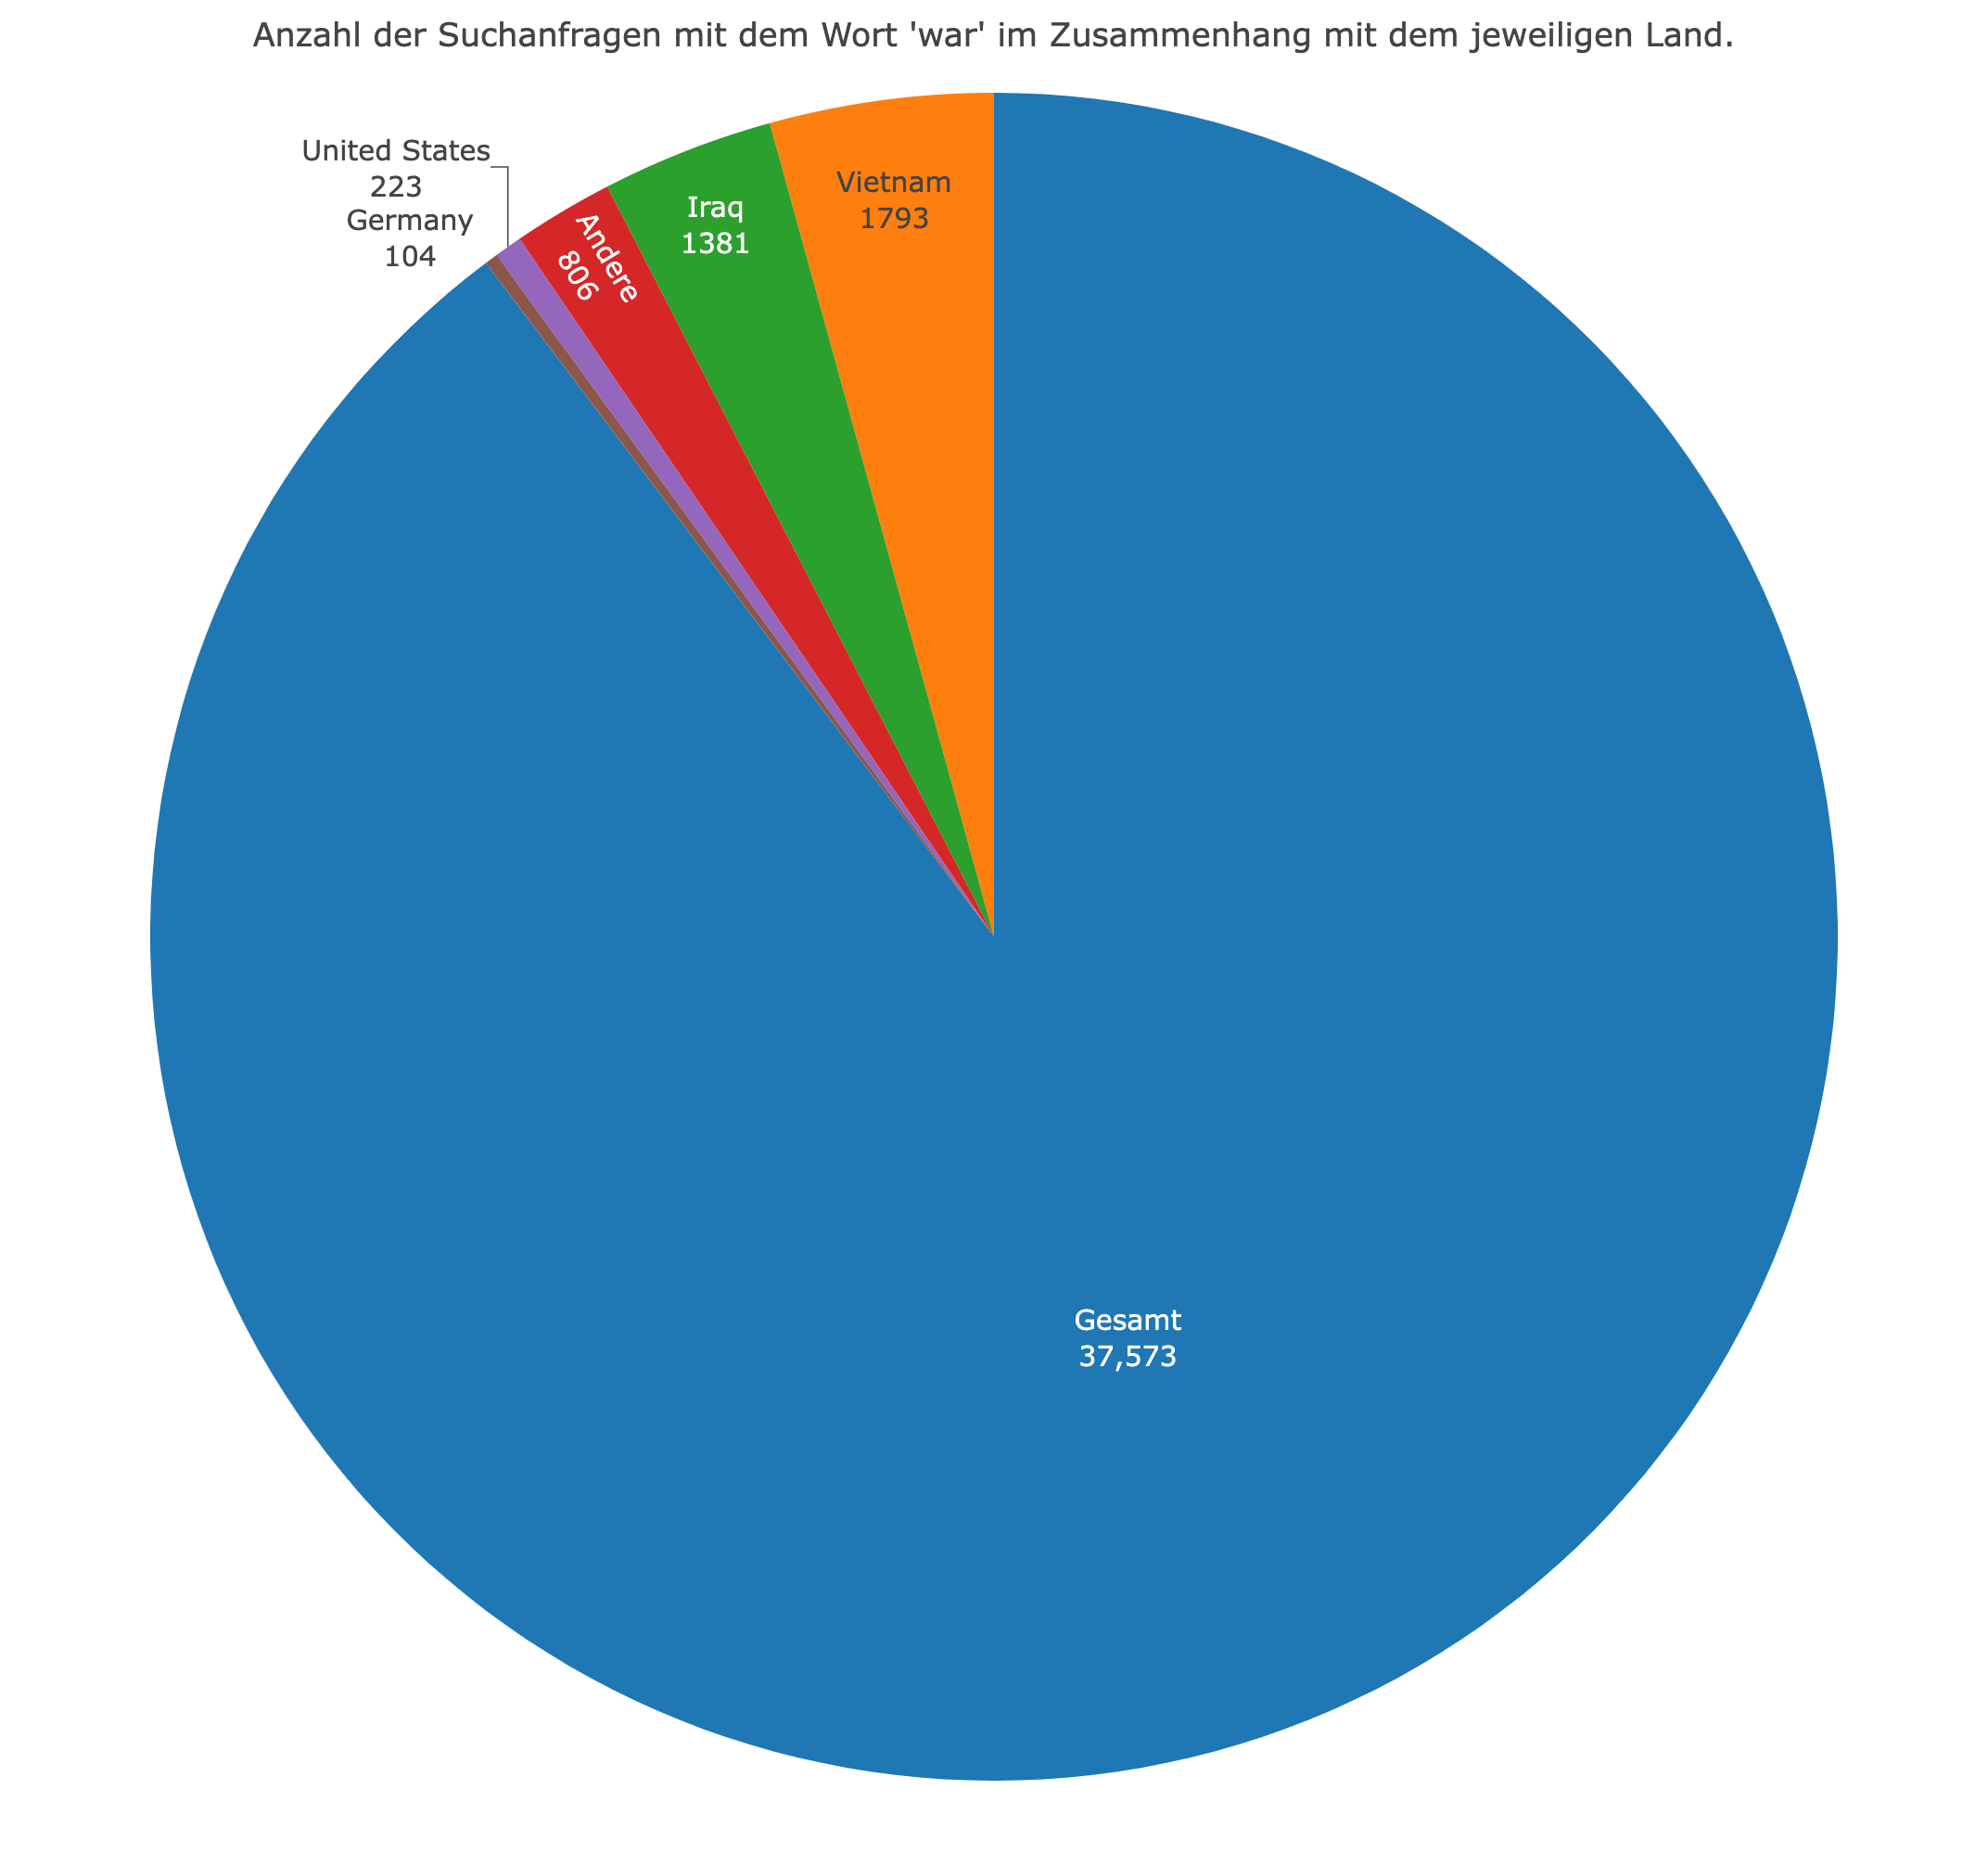 Anzahl der Suchanfragen mit dem Wort 'war' im Zusammenhang mit dem jeweiligen Land.
United States
223
Germany
104
Andere
806
Iraq
1381
Vietnam
1793
Gesamt
37,573